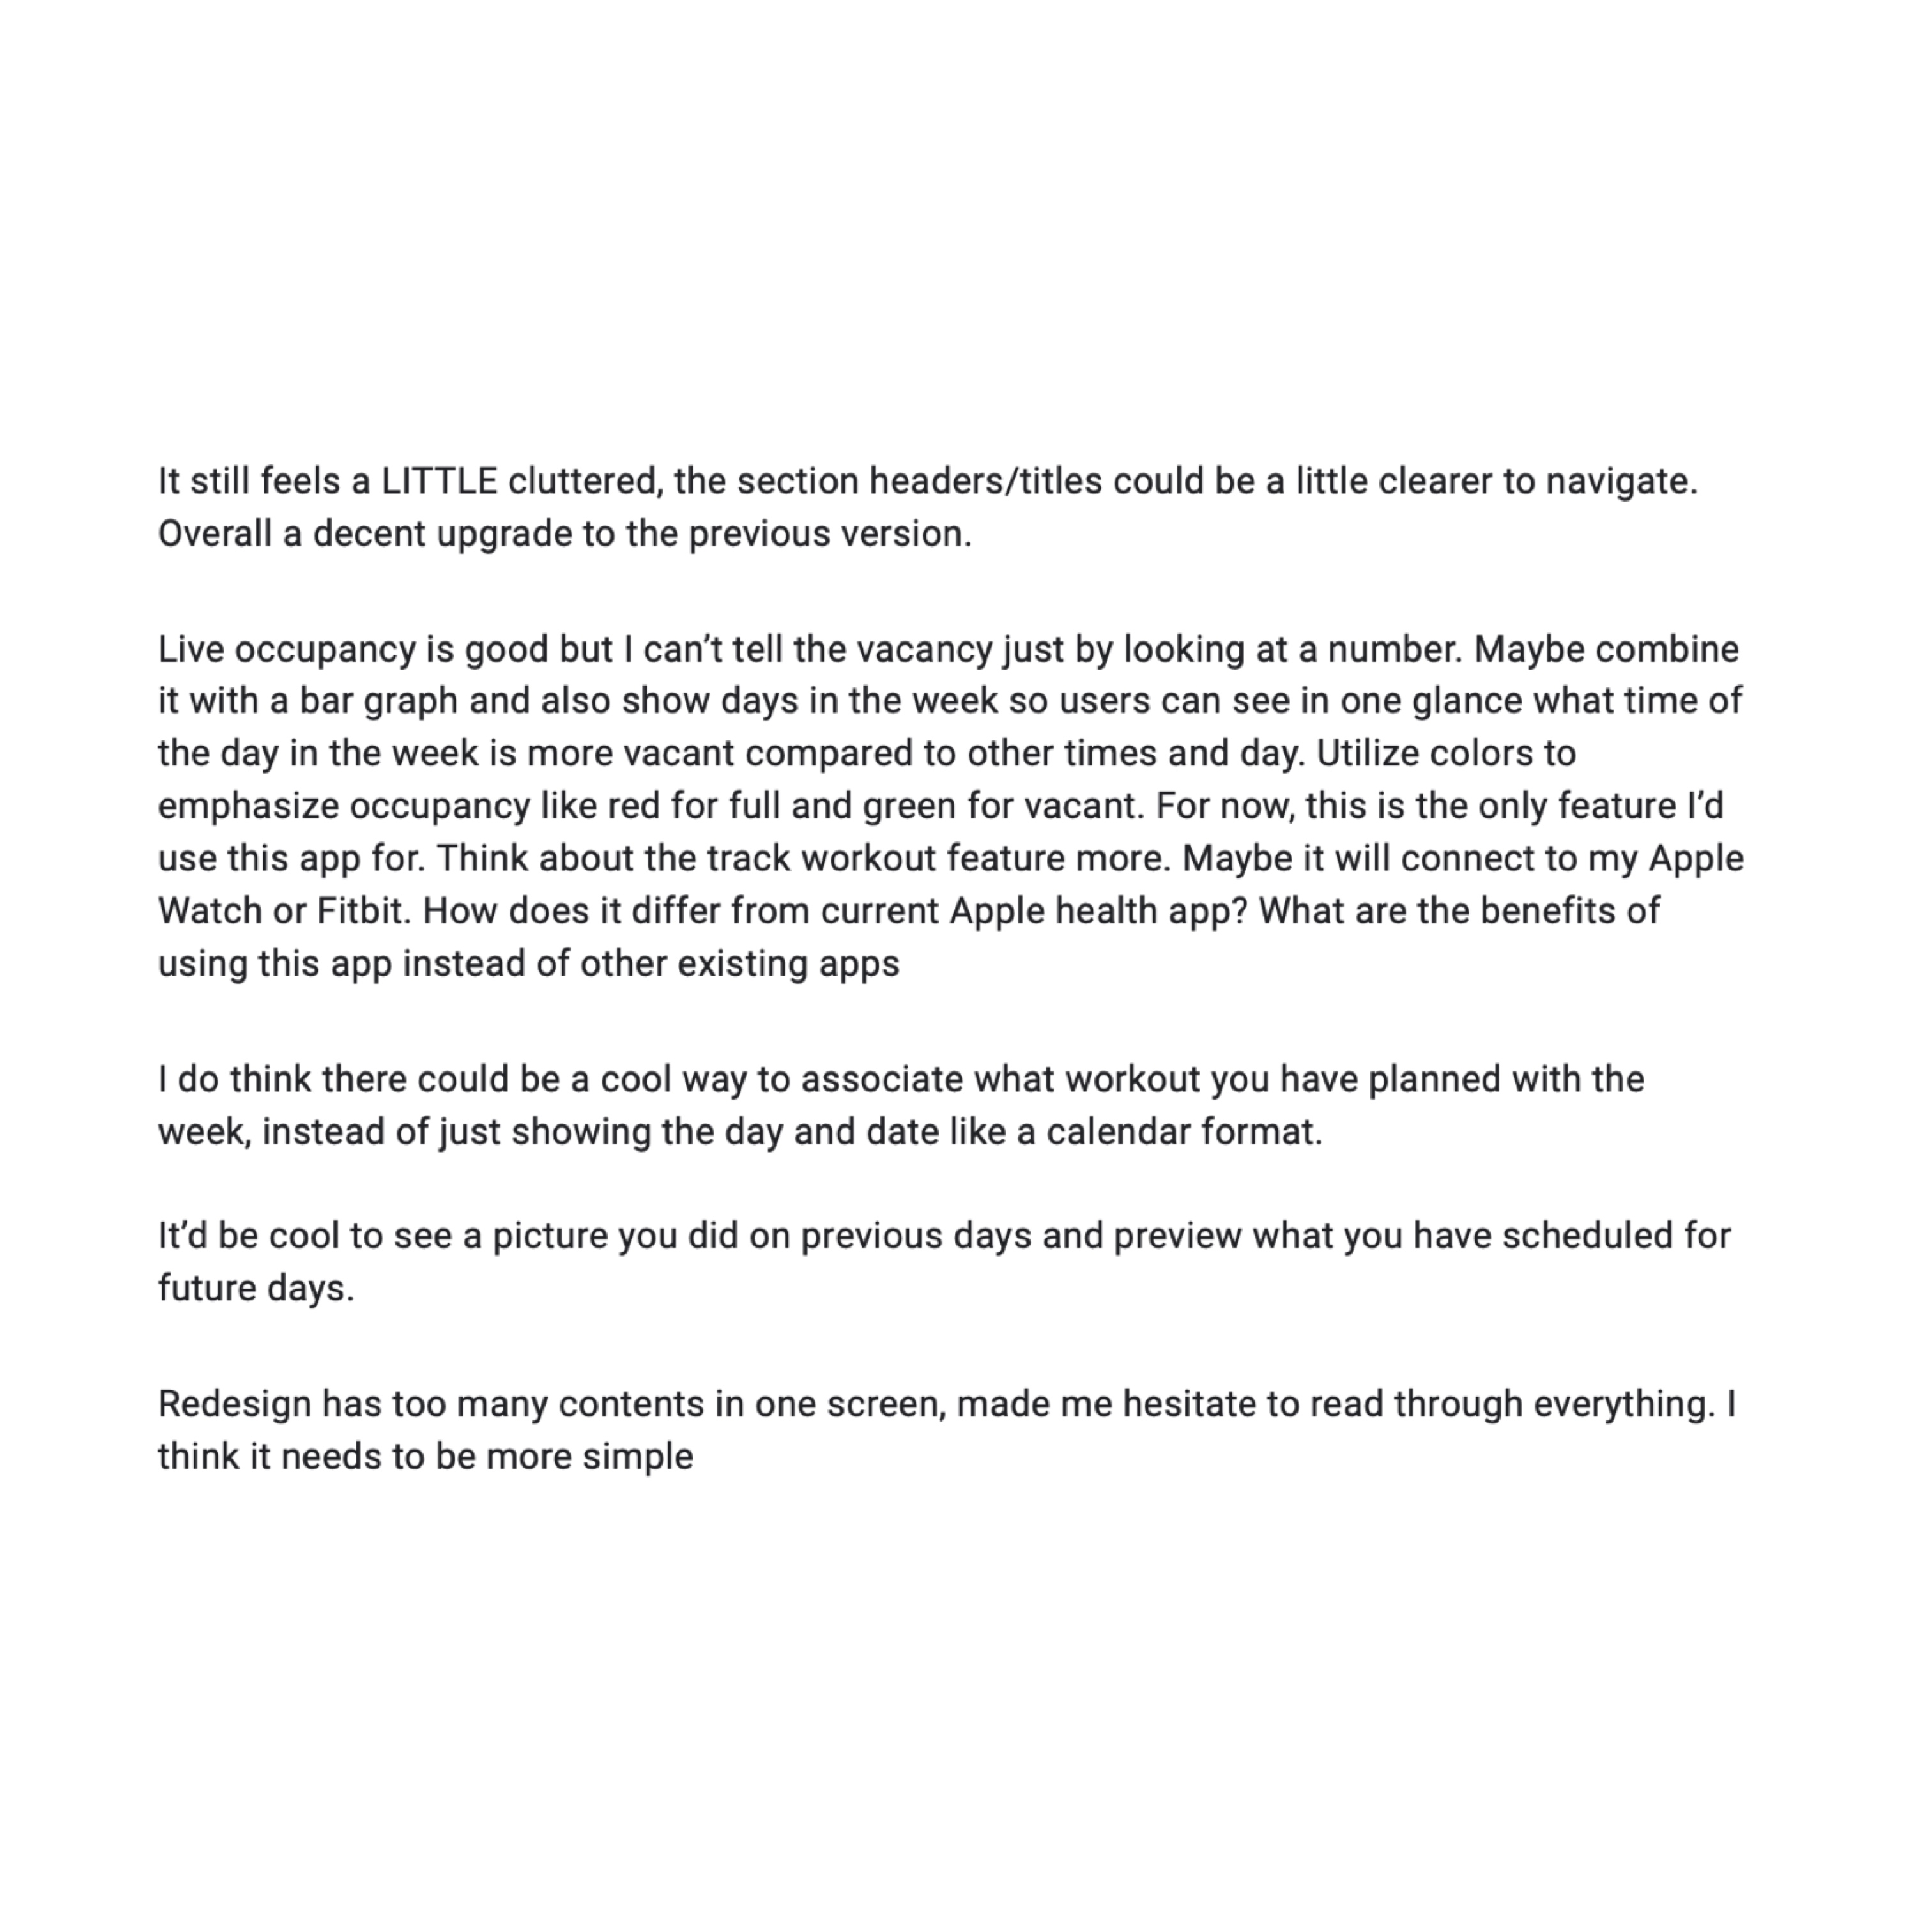 It still feels a LITTLE cluttered, the section headers/titles could be a little clearer to navigate.
Overall a decent upgrade to the previous version.
Live occupancy is good but I can’t tell the vacancy just by looking at a number. Maybe combine
it with a bar graph and also show days in the week so users can see in one glance what time of
the day in the week is more vacant compared to other times and day. Utilize colors to
emphasize occupancy like red for full and green for vacant. For now, this is the only feature I’d
use this app for. Think about the track workout feature more. Maybe it will connect to my Apple
Watch or Fitbit. How does it differ from current Apple health app? What are the benefits of
using this app instead of other existing apps
I do think there could be a cool way to associate what workout you have planned with the
week, instead of just showing the day and date like a calendar format.
It’d be cool to see a picture you did on previous days and preview what you have scheduled for
future days.
Redesign has too many contents in one screen, made me hesitate to read through everything. I
think it needs to be more simple